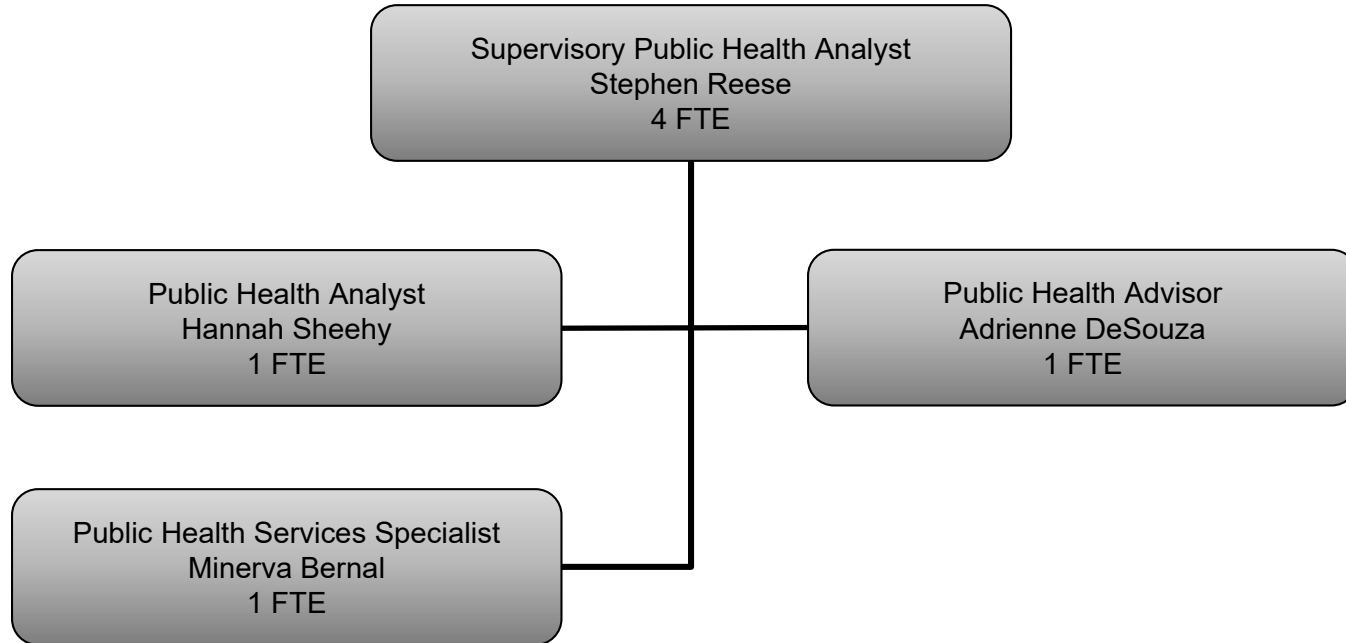 Supervisory Public Health Analyst
Stephen Reese
4 FTE
Public Health Analyst
Hannah Sheehy
1 FTE
Public Health Advisor
Adrienne DeSouza
1 FTE
Public Health Services Specialist
Minerva Bernal
1 FTE